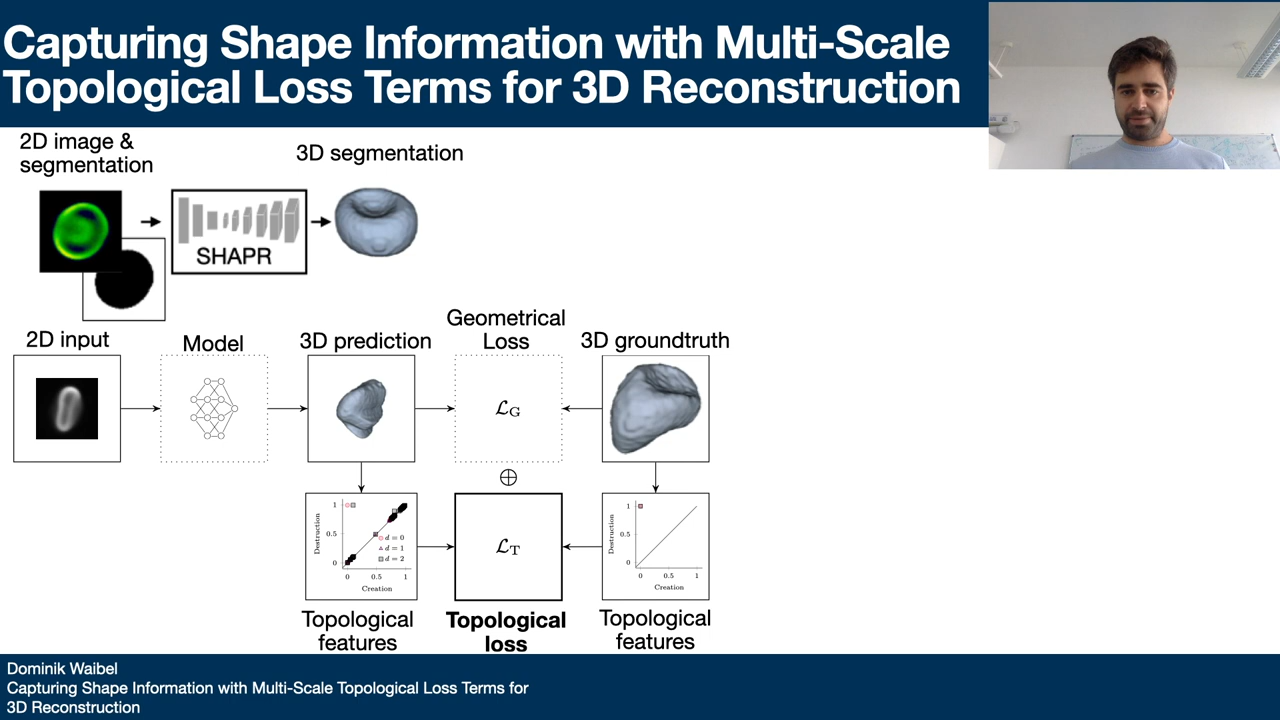 Capturing Shape Information with Multi-Scale
Topological Loss Terms for 3D Reconstruction
2D image &
segmentation
3D segmentation
SHAPR
2D input
Model
3D prediction
Geometrical
Loss
3D groundtruth
ℒG
⊕
1
0.5
0
Destruction
d = 0
d = 1
d = 2
0
0.5
1
Creation
ℒT
1
0.5
0
Destruction
0
0.5
1
Creation
Topological
features
Topological
loss
Topological
features
Dominik Waibel
Capturing Shape Information with Multi-Scale Topological Loss Terms for
3D Reconstruction